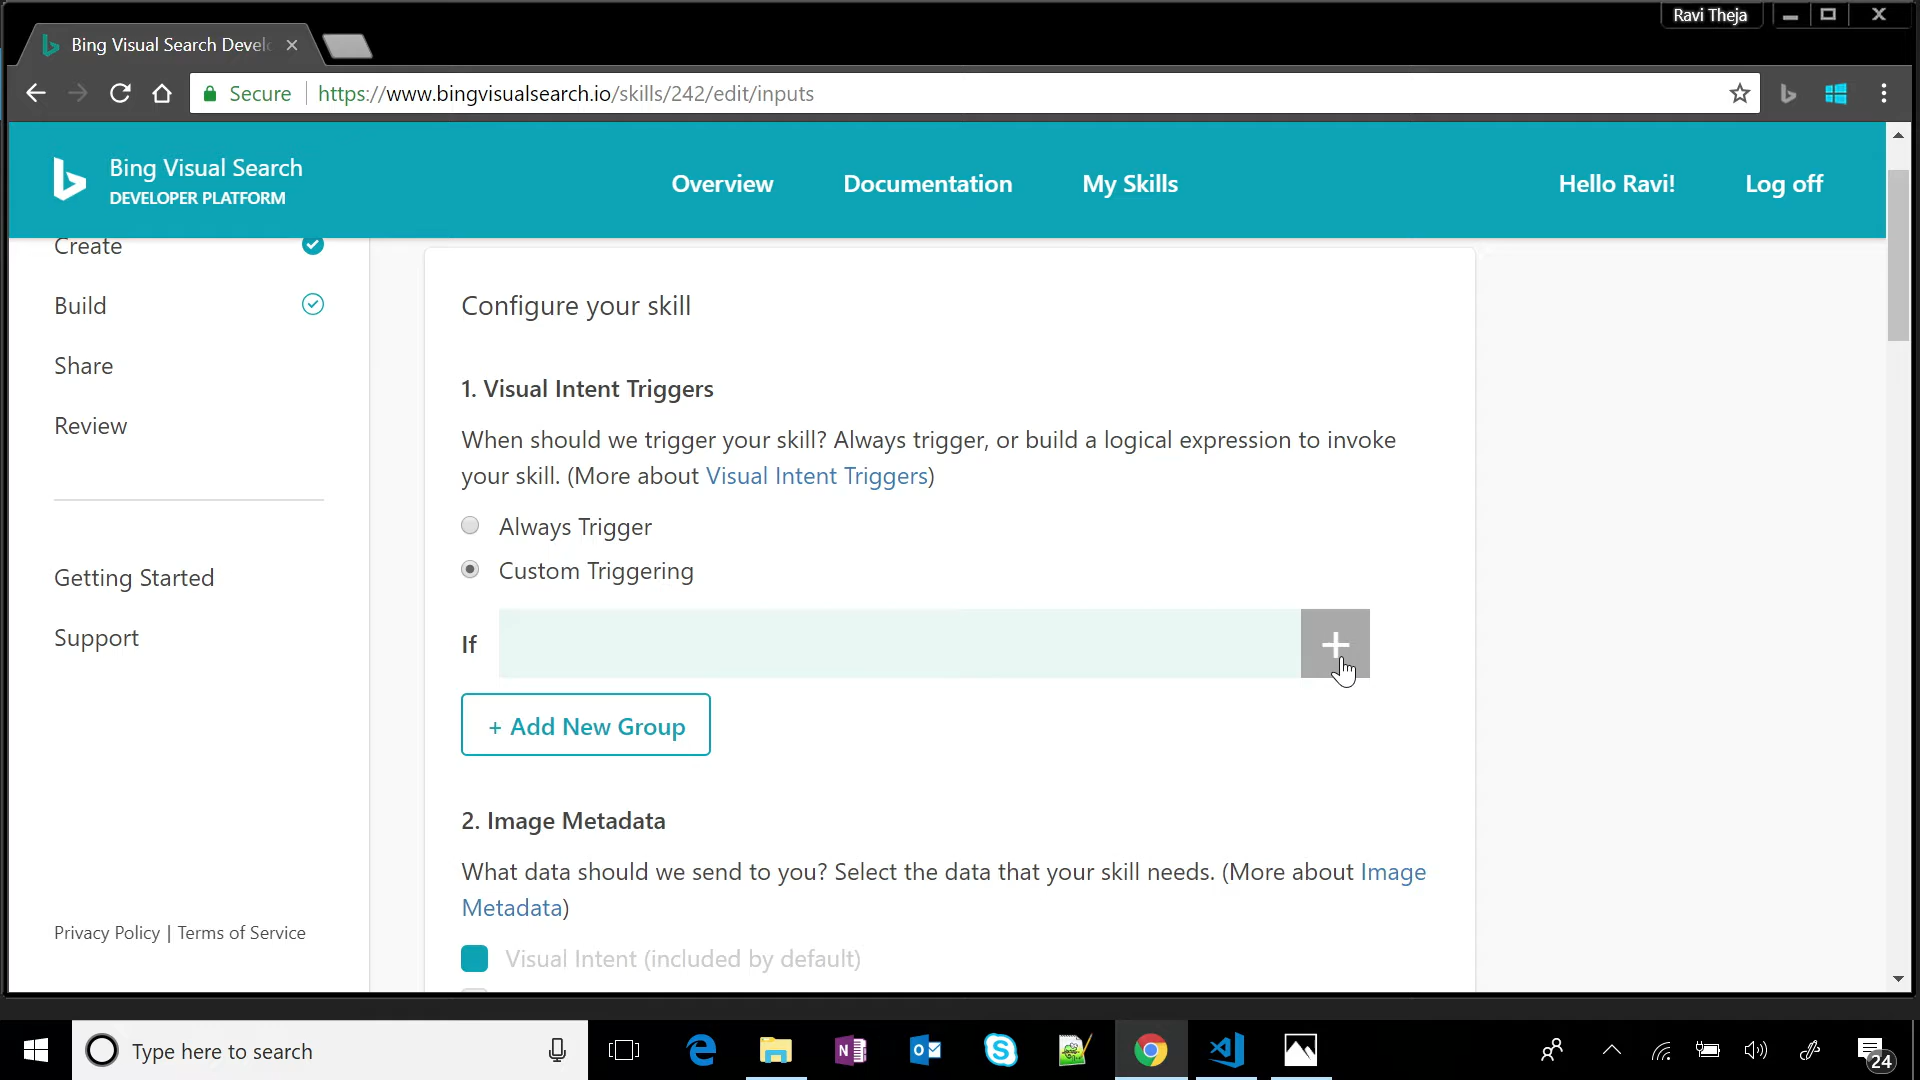 Ravi Theja
Bing Visual Search Devel
Secure
https://www.bingvisualsearch.io/skills/242/edit/inputs
Bing Visual Search
DEVELOPER PLATFORM
Overview
Documentation
My Skills
Hello Ravi!
Log off
Create
Build
Share
Review
Getting Started
Support
Privacy Policy | Terms of Service
Configure your skill
1. Visual Intent Triggers
When should we trigger your skill? Always trigger, or build a logical expression to invoke
your skill. (More about Visual Intent Triggers)
Always Trigger
Custom Triggering
If
+
+ Add New Group
2. Image Metadata
What data should we send to you? Select the data that your skill needs. (More about Image
Metadata)
Visual Intent (included by default)
Type here to search
24